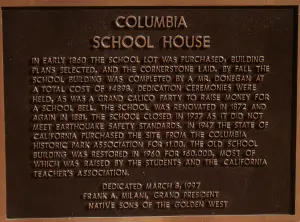 COLUMBIA
SCHOOL HOUSE
IN EARLY 1860 THE SCHOOL LOT WAS PURCHASED, BUILDING
PLANS SELECTED, AND THE CORNERSTONE LAID. BY FALL THE
SCHOOL BUILDING WAS COMPLETED BY A MR. DONEGAN AT
A TOTAL COST OF $4898. DEDICATION CEREMONIES WERE
HELD, AS WAS A GRAND CALICO PARTY TO RAISE MONEY FOR
A SCHOOL BELL. THE SCHOOL WAS RENOVATED IN 1872 AND
AGAIN IN 1881. THE SCHOOL CLOSED IN 1937 AS IT DID NOT
MEET EARTHQUAKE SAFETY STANDARDS. IN 1947 THE STATE OF
CALIFORNIA PURCHASED THE SITE FROM THE COLUMBIA
HISTORIC PARK ASSOCIATION FOR $1.00. THE OLD SCHOOL
BUILDING WAS RESTORED IN 1960 FOR $60,000, MOST OF
WHICH WAS RAISED BY THE STUDENTS AND THE CALIFORNIA
TEACHER'S ASSOCIATION.
DEDICATED MARCH 8, 1997
FRANK A. MILANI, GRAND PRESIDENT
NATIVE SONS OF THE GOLDEN WEST